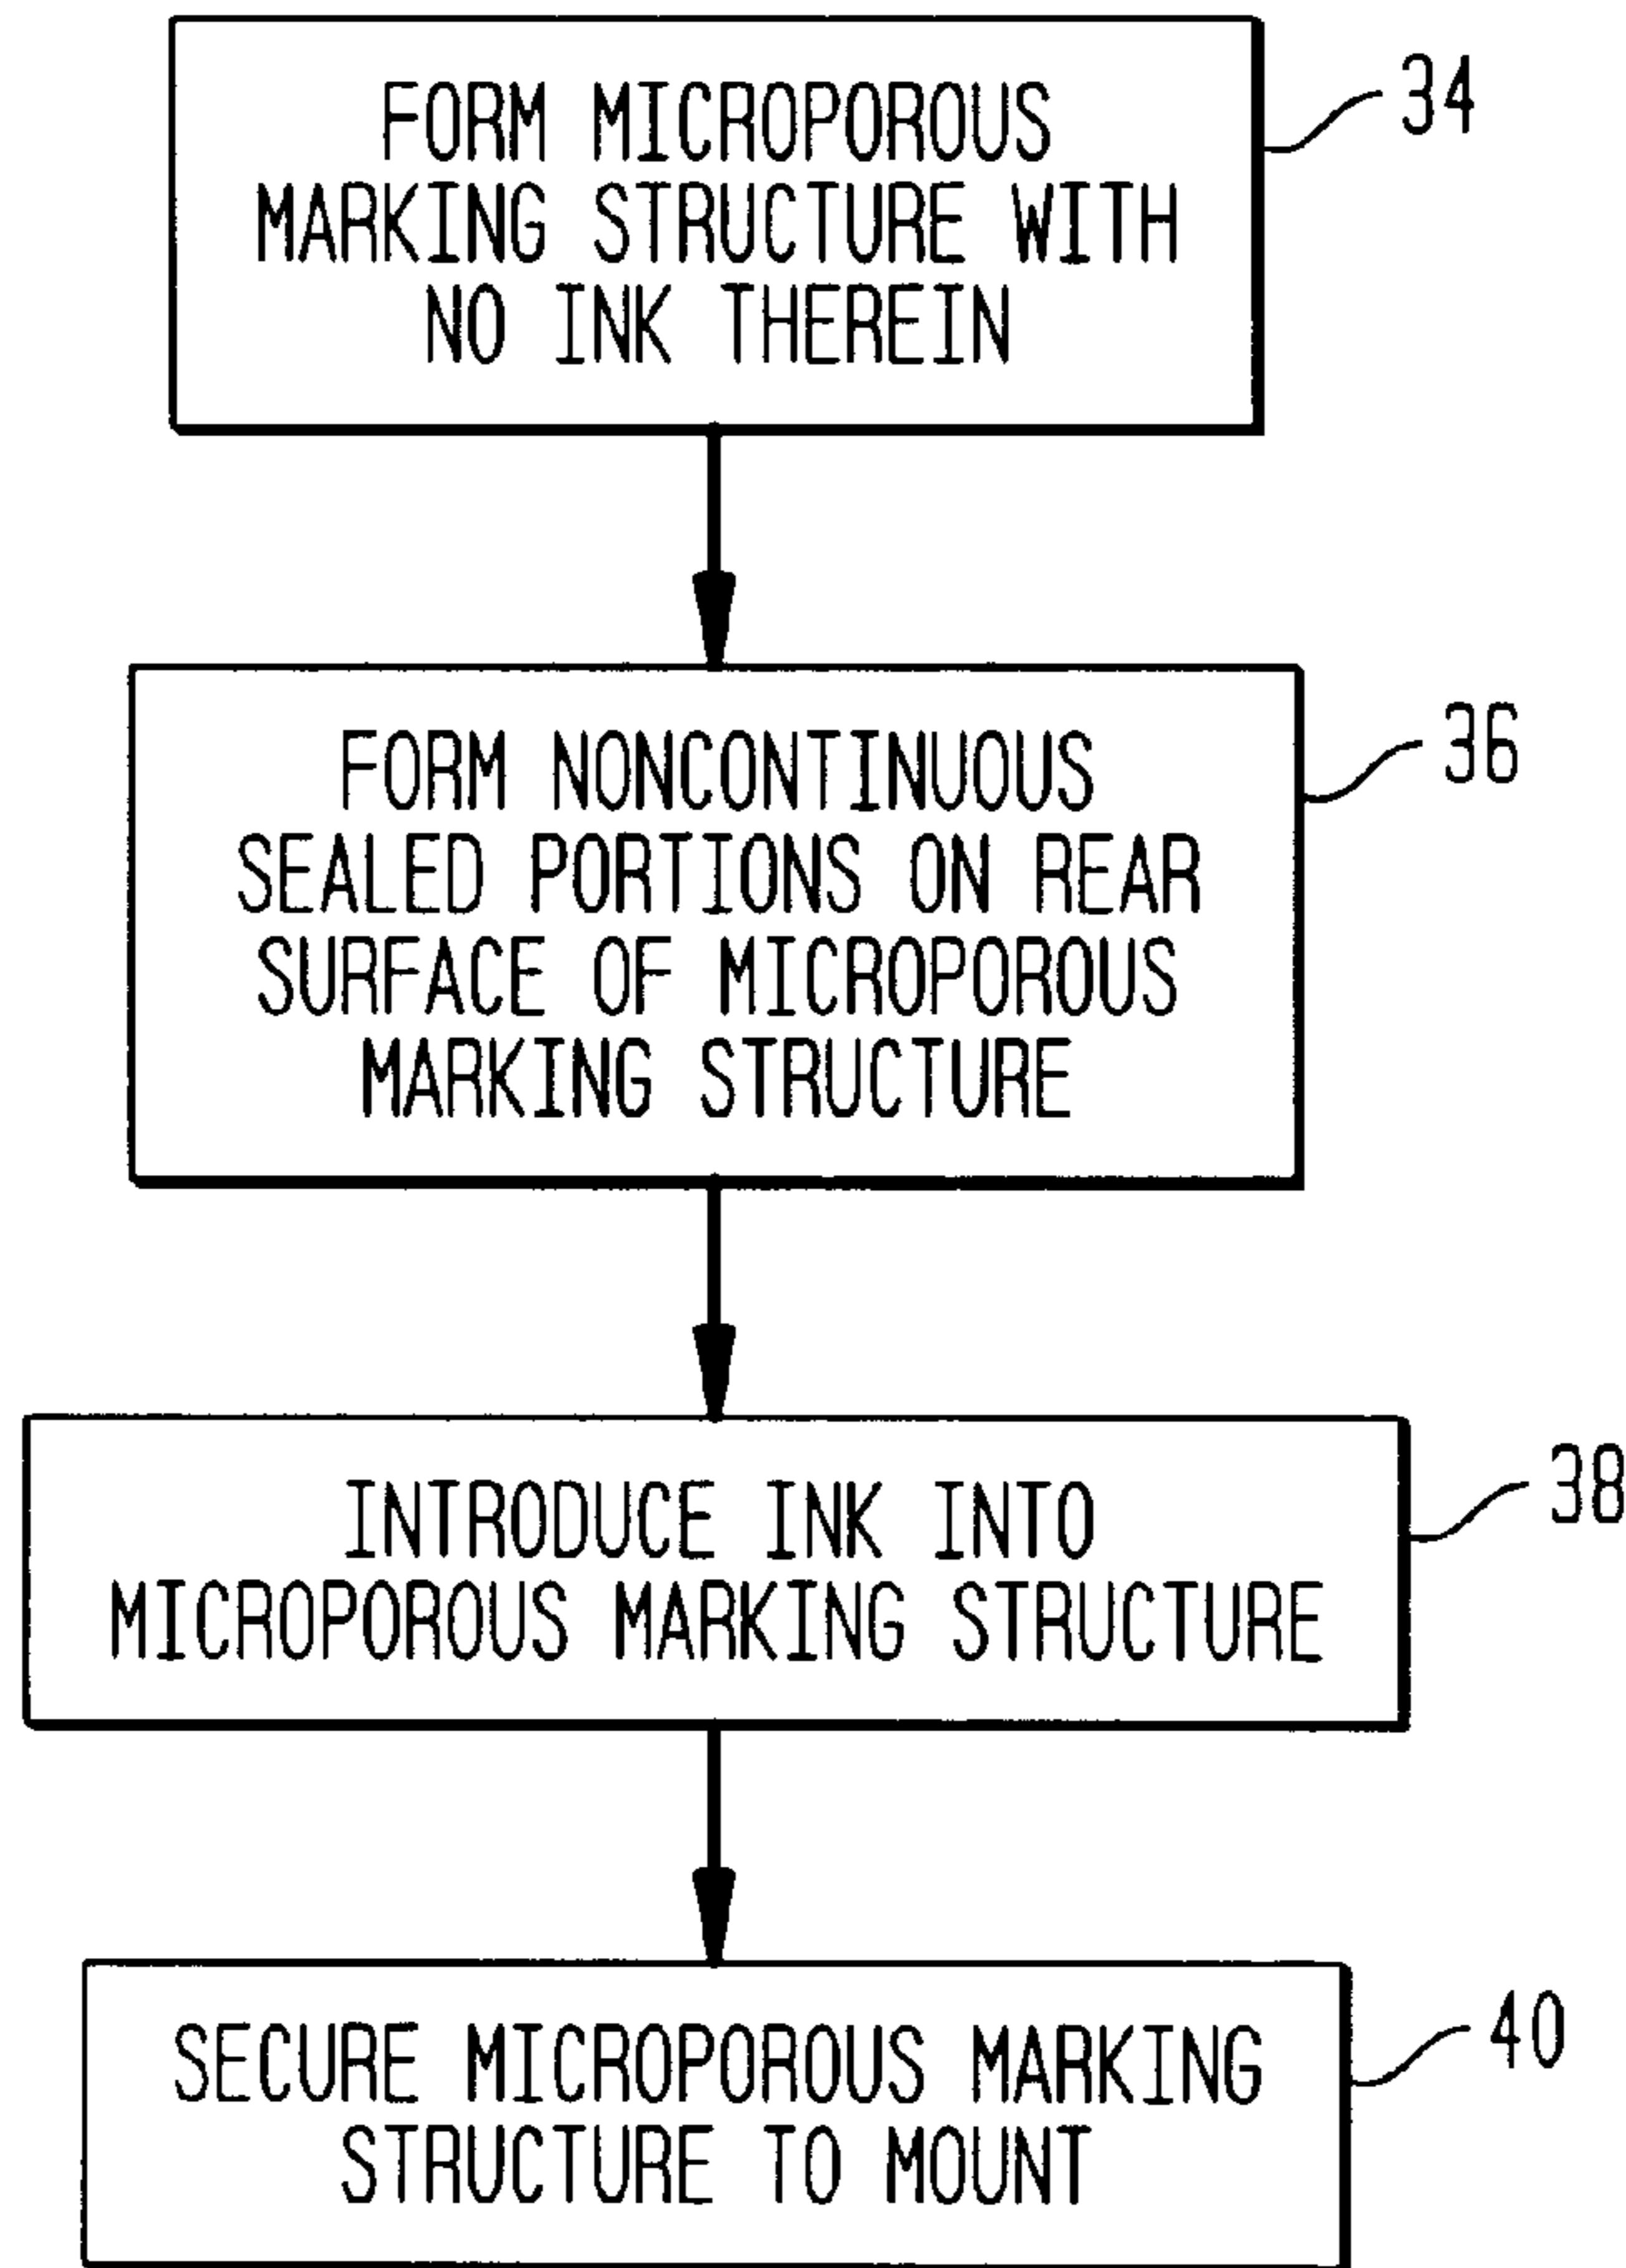 FORM MICROPOROUS
MARKING STRUCTURE WITH
NO INK THEREIN
34
FORM NONCONTINUOUS
SEALED PORTIONS ON REAR
SURFACE OF MICROPOROUS
MARKING STRUCTURE
36
INTRODUCE INK INTO
MICROPOROUS MARKING STRUCTURE
38
SECURE MICROPOROUS MARKING
STRUCTURE TO MOUNT
40